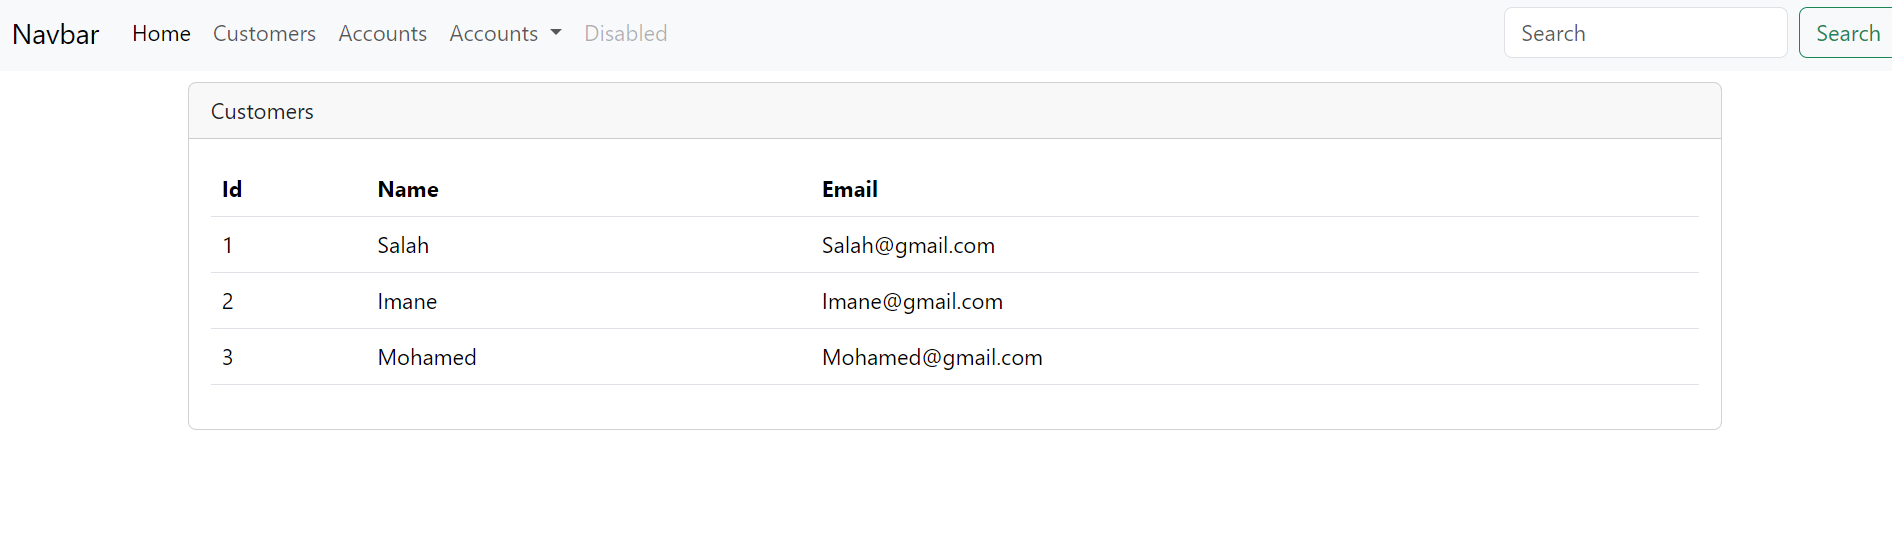 Navbar Home Customers Accounts Accounts Disabled Search Search
Customers
Id Name Email
1 Salah Salah@gmail.com
2 Imane Imane@gmail.com
3 Mohamed Mohamed@gmail.com